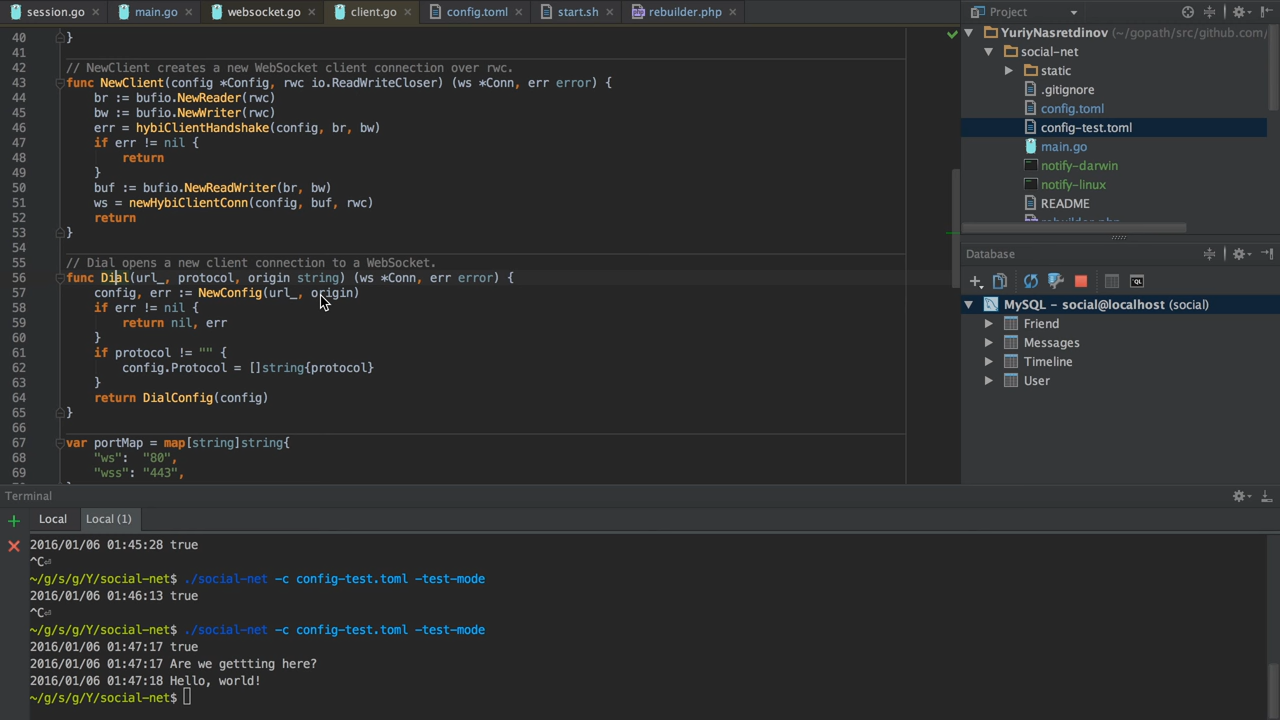 session.go main.go websocket.go client.go config.toml start.sh rebuilder.php
Project
40 }
41
42 // NewClient creates a new WebSocket client connection over rwc.
43 func NewClient(config *Config, rwc io.ReadWriteCloser) (ws *Conn, err error) {
44 br := bufio.NewReader(rwc)
45 bw := bufio.NewWriter(rwc)
46 err = hybiClientHandshake(config, br, bw)
47 if err != nil {
48 return
49 }
50 buf := bufio.NewReadWriter(br, bw)
51 ws = newHybiClientConn(config, buf, rwc)
52 return
53 }
54
55 // Dial opens a new client connection to a WebSocket.
56 func Dial(url_, protocol, origin string) (ws *Conn, err error) {
57 config, err := NewConfig(url_, origin)
58 if err != nil {
59 return nil, err
60 }
61 if protocol != "" {
62 config.Protocol = []string{protocol}
63 }
64 return DialConfig(config)
65 }
66
67 var portMap = map[string]string{
68 "ws": "80",
69 "wss": "443",
YuriyNasretdinov (~/gopath/src/github.com/
social-net
static
.gitignore
config.toml
config-test.toml
main.go
notify-darwin
notify-linux
README
Database
MySQL - social@localhost (social)
Friend
Messages
Timeline
User
Terminal
Local Local (1)
2016/01/06 01:45:28 true
^C⏎
~/g/s/g/Y/social-net$ ./social-net -c config-test.toml -test-mode
2016/01/06 01:46:13 true
^C⏎
~/g/s/g/Y/social-net$ ./social-net -c config-test.toml -test-mode
2016/01/06 01:47:17 true
2016/01/06 01:47:17 Are we gettting here?
2016/01/06 01:47:18 Hello, world!
~/g/s/g/Y/social-net$